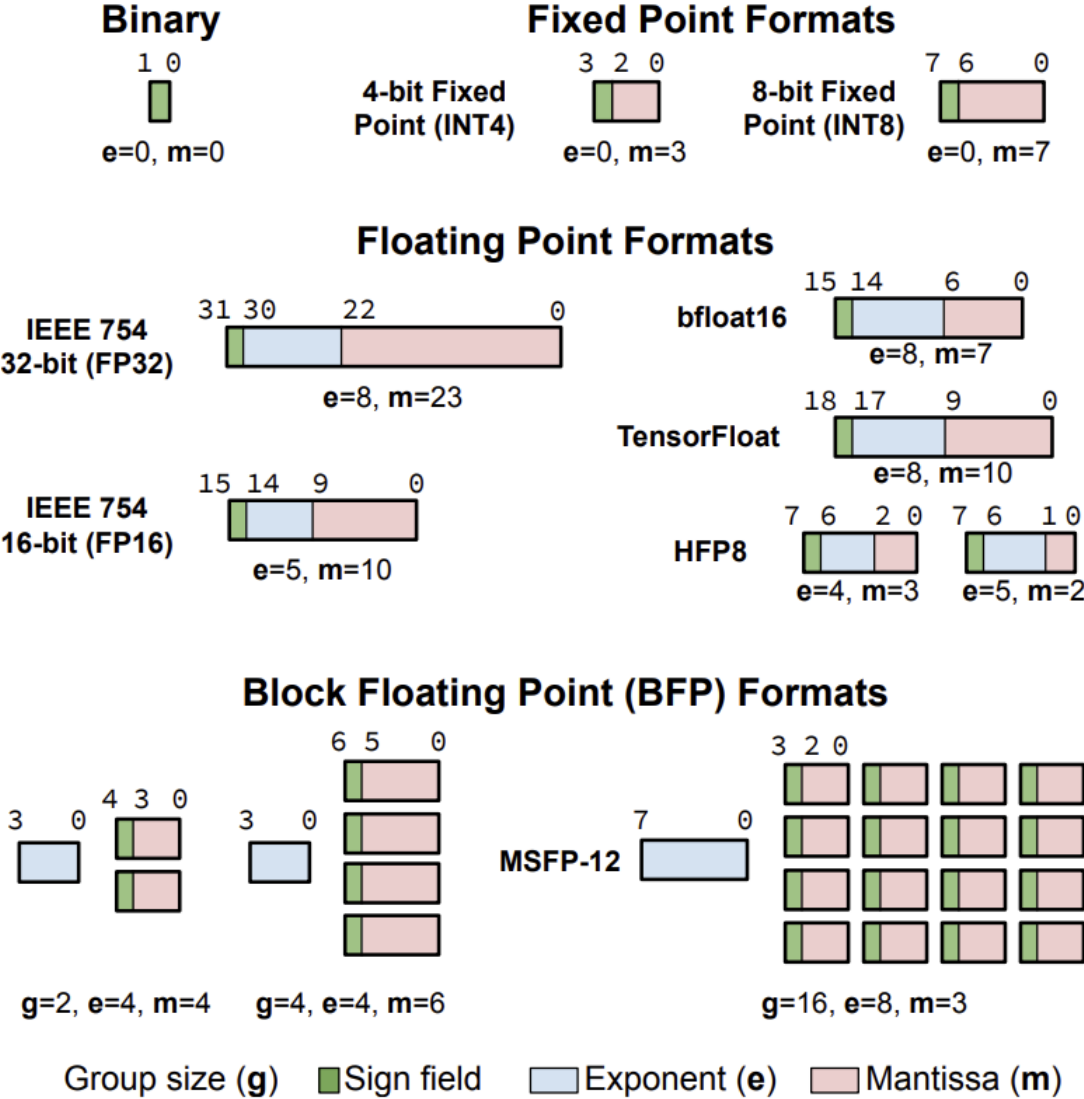 Binary
Fixed Point Formats
1 0
e=0, m=0
4-bit Fixed
Point (INT4)
3 2 0
e=0, m=3
8-bit Fixed
Point (INT8)
7 6 0
e=0, m=7
Floating Point Formats
IEEE 754
32-bit (FP32)
31 30 22 0
e=8, m=23
bfloat16
15 14 6 0
e=8, m=7
TensorFloat
18 17 9 0
e=8, m=10
IEEE 754
16-bit (FP16)
15 14 9 0
e=5, m=10
HFP8
7 6 2 0
e=4, m=3
7 6 1 0
e=5, m=2
Block Floating Point (BFP) Formats
3 0
4 3 0
g=2, e=4, m=4
3 0
6 5 0
g=4, e=4, m=6
MSFP-12
7 0
3 2 0
g=16, e=8, m=3
Group size (g)
Sign field
Exponent (e)
Mantissa (m)